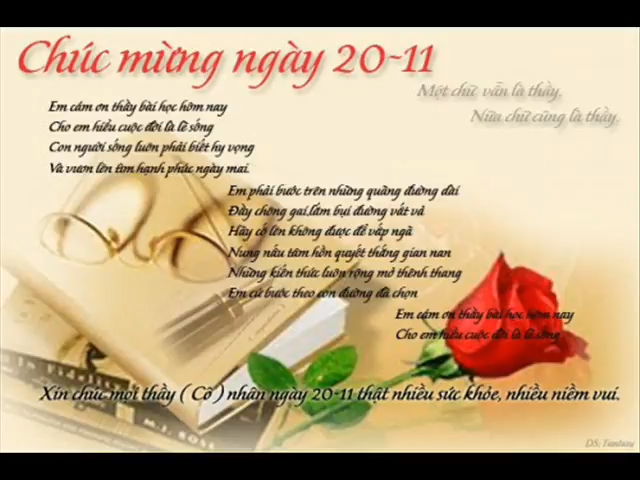 Chúc mừng ngày 20-11
Một chữ vẫn là thầy,
Nửa chữ cũng là thầy.
Em cám ơn thầy bài học hôm nay
Cho em hiểu cuộc đời là lẽ sống
Con người sống luôn phải biết hy vọng
Và vươn lên tìm hạnh phúc ngày mai.
Em phải bước trên những quãng đường dài
Đầy chông gai, lấm bụi đường vất vả
Hãy cố lên không được để vấp ngã
Nung nấu tâm hồn quyết thắng gian nan
Những kiến thức luôn rộng mở thênh thang
Em cứ bước theo con đường đã chọn
Em cám ơn thầy bài học hôm nay
Cho em hiểu cuộc đời là lẽ sống
Xin chúc mọi thầy ( Cô ) nhân ngày 20-11 thật nhiều sức khỏe, nhiều niềm vui.
M.J. ROSE
DS: Fantasy